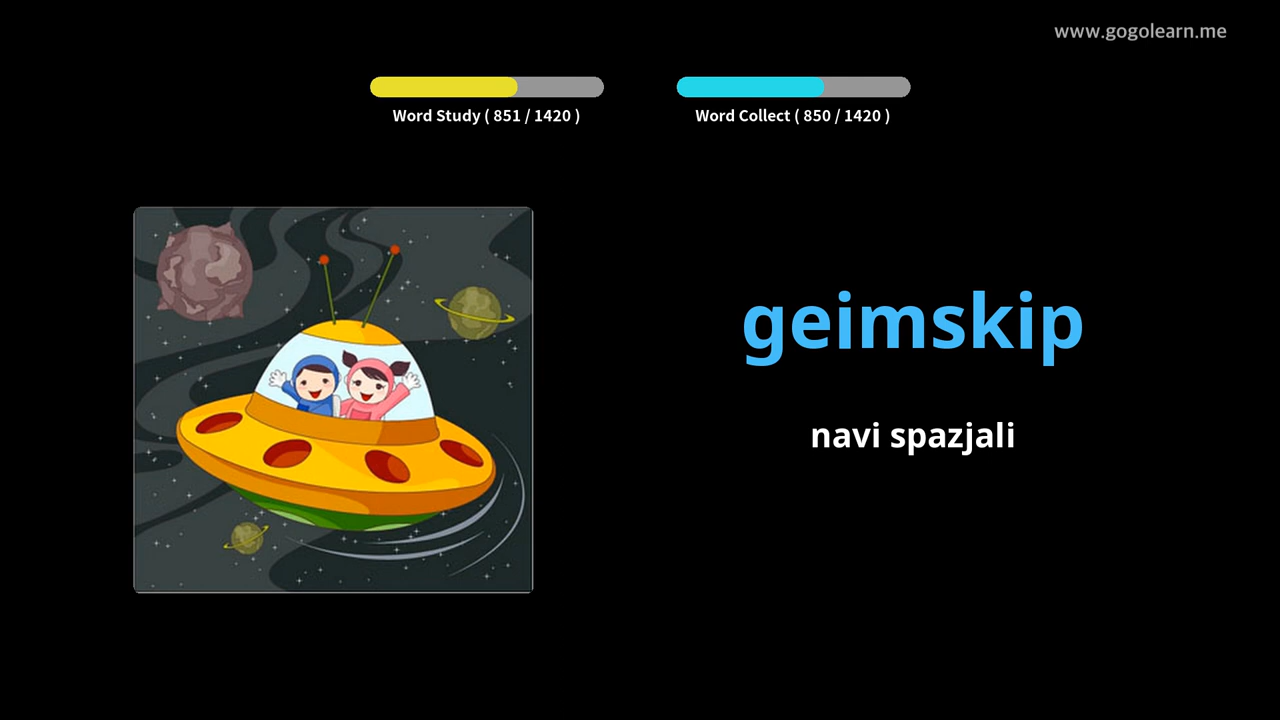 www.gogolearn.me
Word Study ( 851 / 1420 )
Word Collect ( 850 / 1420 )
geimskip
navi spazjali